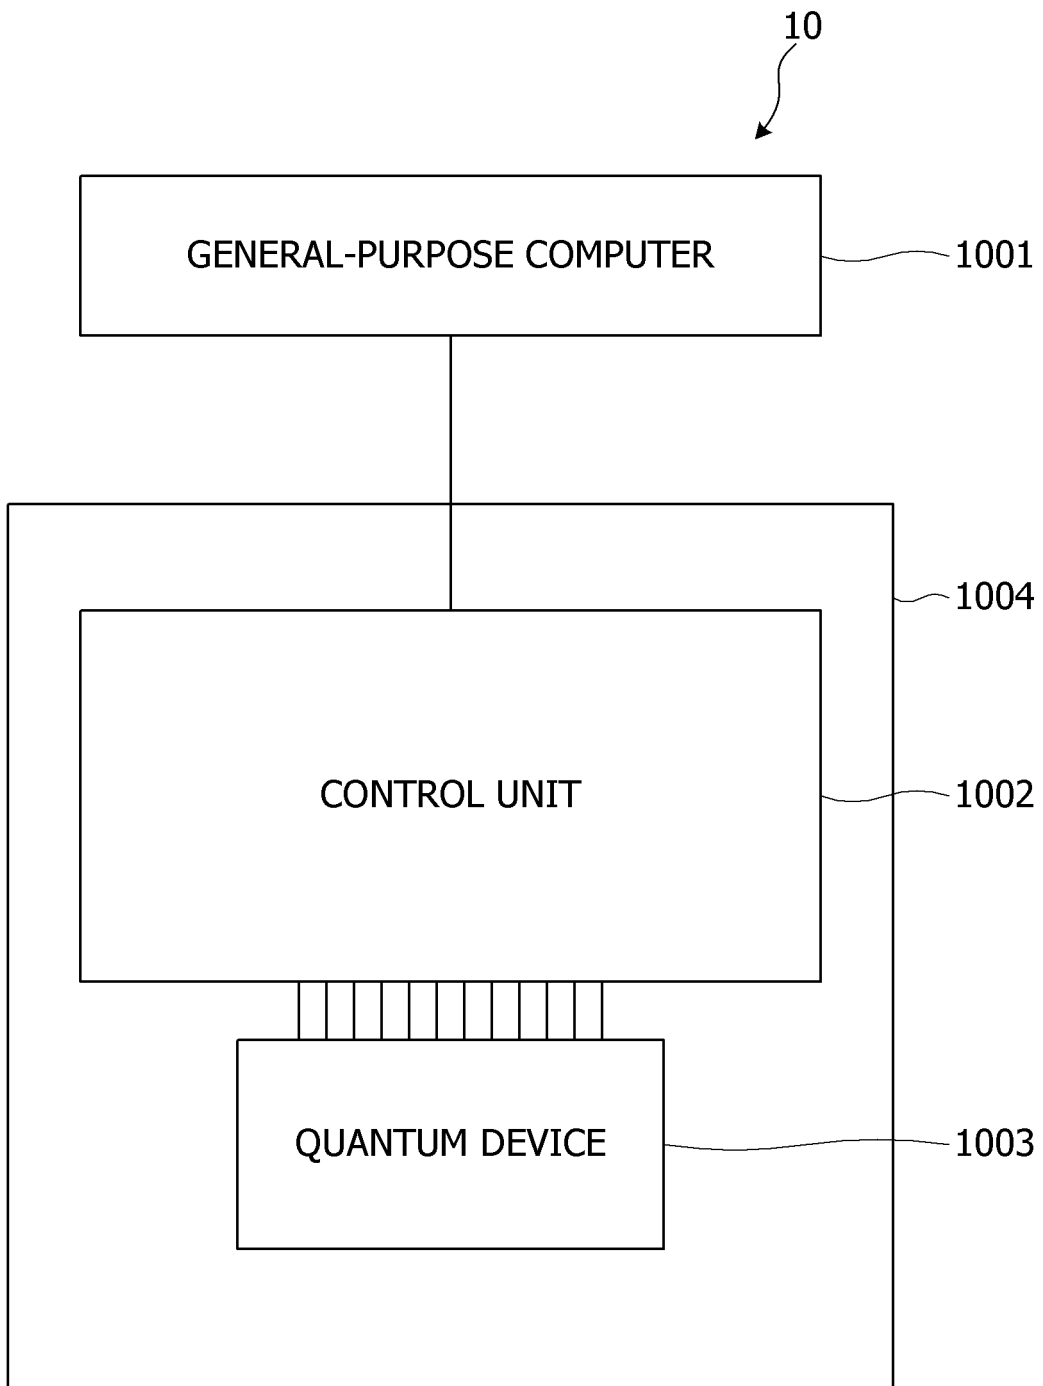 10
GENERAL-PURPOSE COMPUTER
1001
1004
CONTROL UNIT
1002
QUANTUM DEVICE
1003